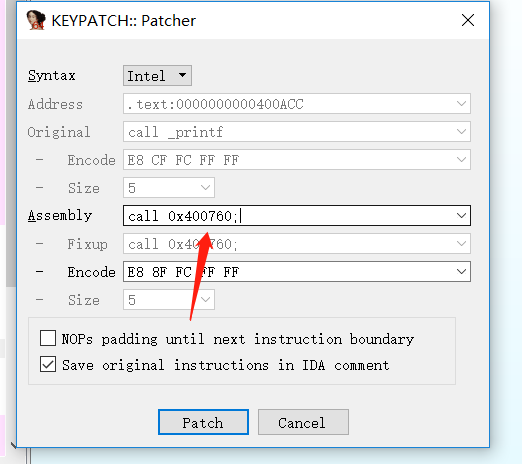 KEYPATCH:: Patcher
Syntax Intel
Address .text:0000000000400ACC
Original call _printf
- Encode E8 CF FC FF FF
- Size 5
Assembly call 0x400760;
- Fixup call 0x400760;
- Encode E8 8F FC FF FF
- Size 5
NOPs padding until next instruction boundary
Save original instructions in IDA comment
Patch Cancel